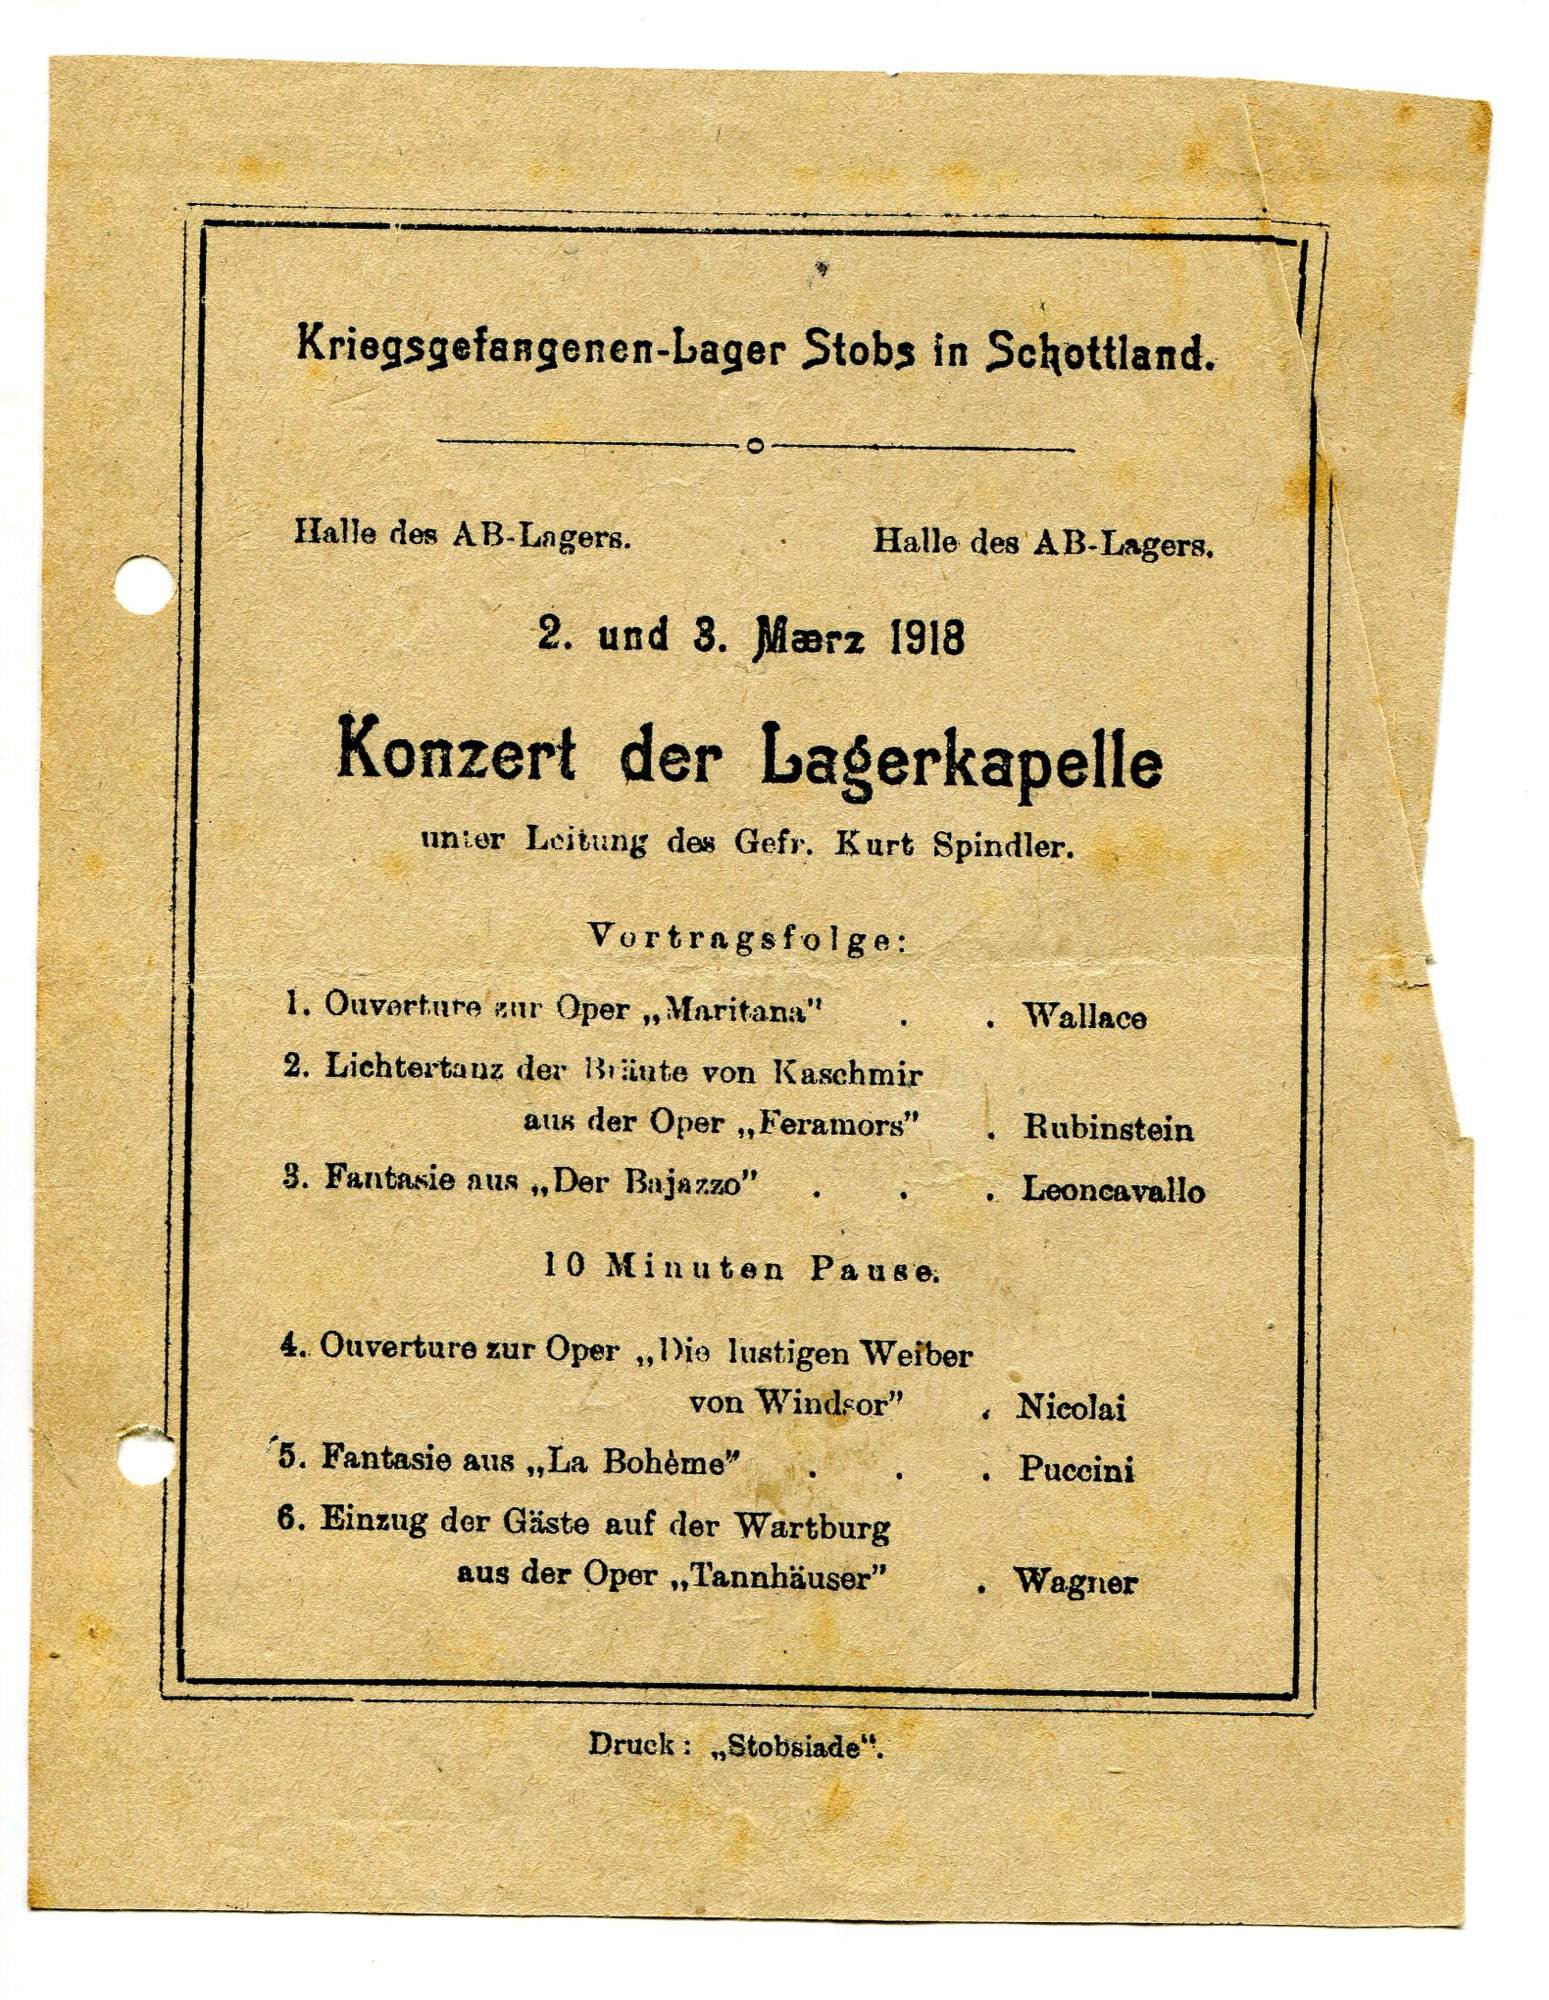 Kriegsgefangenen-Lager Stobs in Schottland.
Halle des AB-Lagers. Halle des AB-Lagers.
2. und 3. Mærz 1918
Konzert der Lagerkapelle
unter Leitung des Gefr. Kurt Spindler.
Vortragsfolge:
1. Ouverture zur Oper „Maritana" . . Wallace
2. Lichtertanz der Bräute von Kaschmir
aus der Oper „Feramors" . Rubinstein
3. Fantasie aus „Der Bajazzo" . . . Leoncavallo
10 Minuten Pause.
4. Ouverture zur Oper „Die lustigen Weiber
von Windsor" . Nicolai
5. Fantasie aus „La Bohème" . . . Puccini
6. Einzug der Gäste auf der Wartburg
aus der Oper „Tannhäuser" . Wagner
Druck: „Stobsiade“.